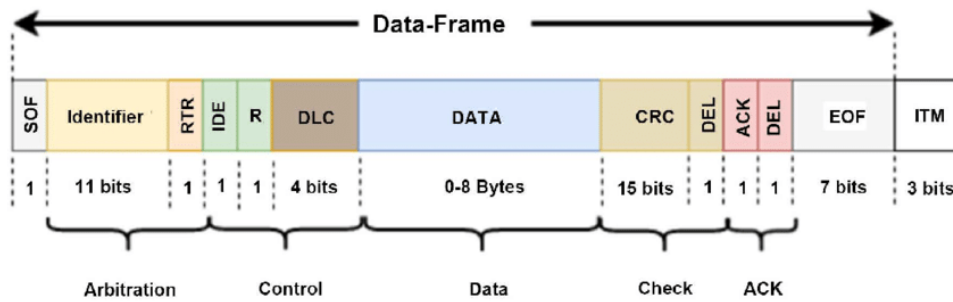 Data-Frame
SOF Identifier RTR IDE R DLC DATA CRC DEL ACK DEL EOF ITM
1 11 bits 1 1 1 4 bits 0-8 Bytes 15 bits 1 1 1 7 bits 3 bits
Arbitration Control Data Check ACK